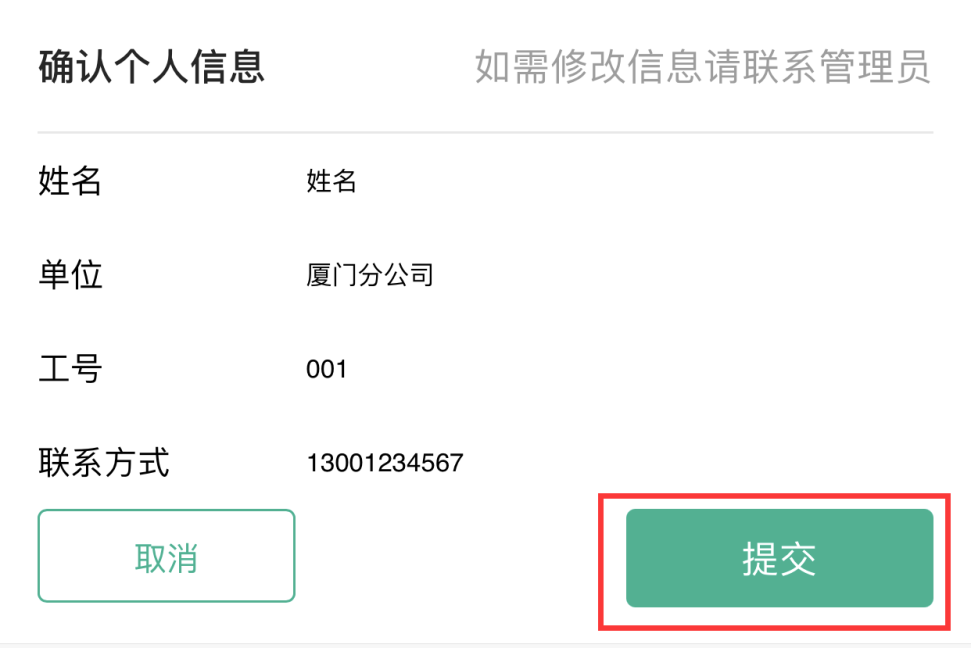 确认个人信息 如需修改信息请联系管理员
姓名 姓名
单位 厦门分公司
工号 001
联系方式 13001234567
取消 提交